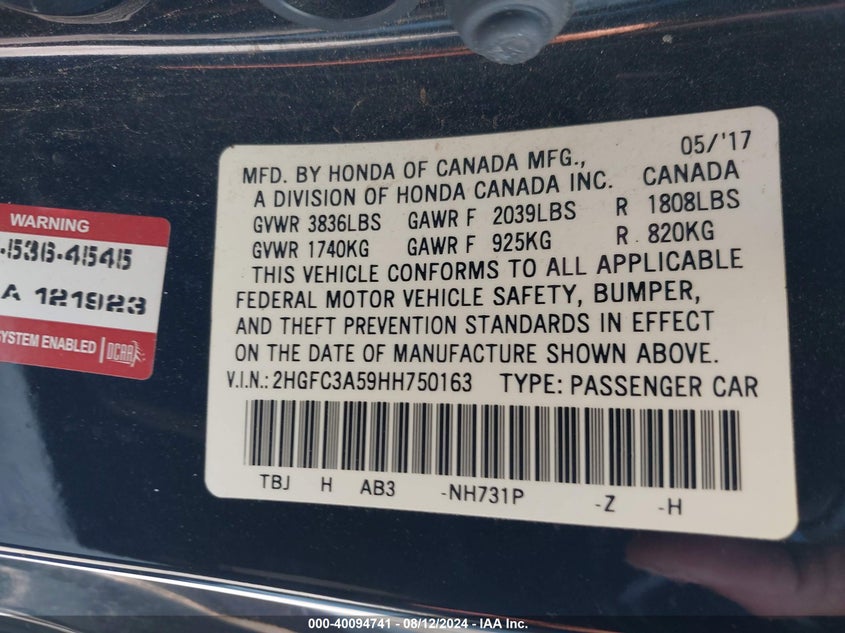 MFD. BY HONDA OF CANADA MFG., 05/'17
A DIVISION OF HONDA CANADA INC. CANADA
GVWR 3836LBS GAWR F 2039LBS R 1808LBS
GVWR 1740KG GAWR F 925KG R 820KG
THIS VEHICLE CONFORMS TO ALL APPLICABLE
FEDERAL MOTOR VEHICLE SAFETY, BUMPER,
AND THEFT PREVENTION STANDARDS IN EFFECT
ON THE DATE OF MANUFACTURE SHOWN ABOVE.
V.I.N.: 2HGFC3A59HH750163 TYPE: PASSENGER CAR
TBJ H AB3 -NH731P -Z -H
WARNING
-536-4545
A 121923
SYSTEM ENABLED DCAA
000-40094741 - 08/12/2024 - IAA Inc.